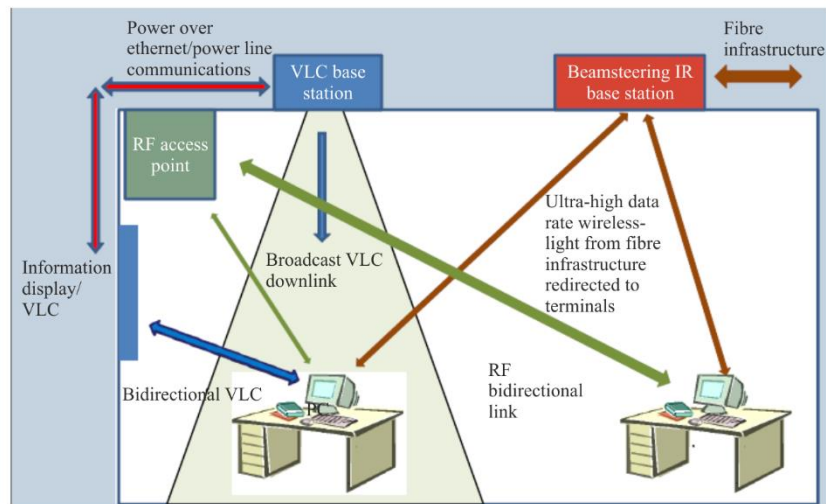 Power over
ethernet/power line
communications
VLC base
station
Beamsteering IR
base station
Fibre
infrastructure
RF access
point
Ultra-high data
rate wireless-
light from fibre
infrastructure
redirected to
terminals
Broadcast VLC
downlink
Information
display/
VLC
Bidirectional VLC
PC
RF
bidirectional
link